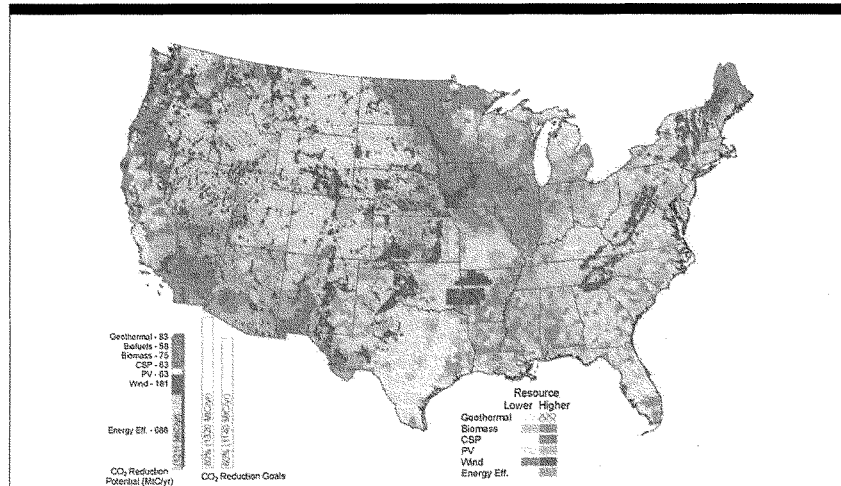 Geothermal - 83
Biofuels - 58
Biomass - 75
CSP - 63
PV - 63
Wind - 181
Energy Eff. - 688
CO₂ Reduction
Potential (MtC/yr)
CO₂ Reduction Goals
Resource
Lower Higher
Geothermal
Biomass
CSP
PV
Wind
Energy Eff.